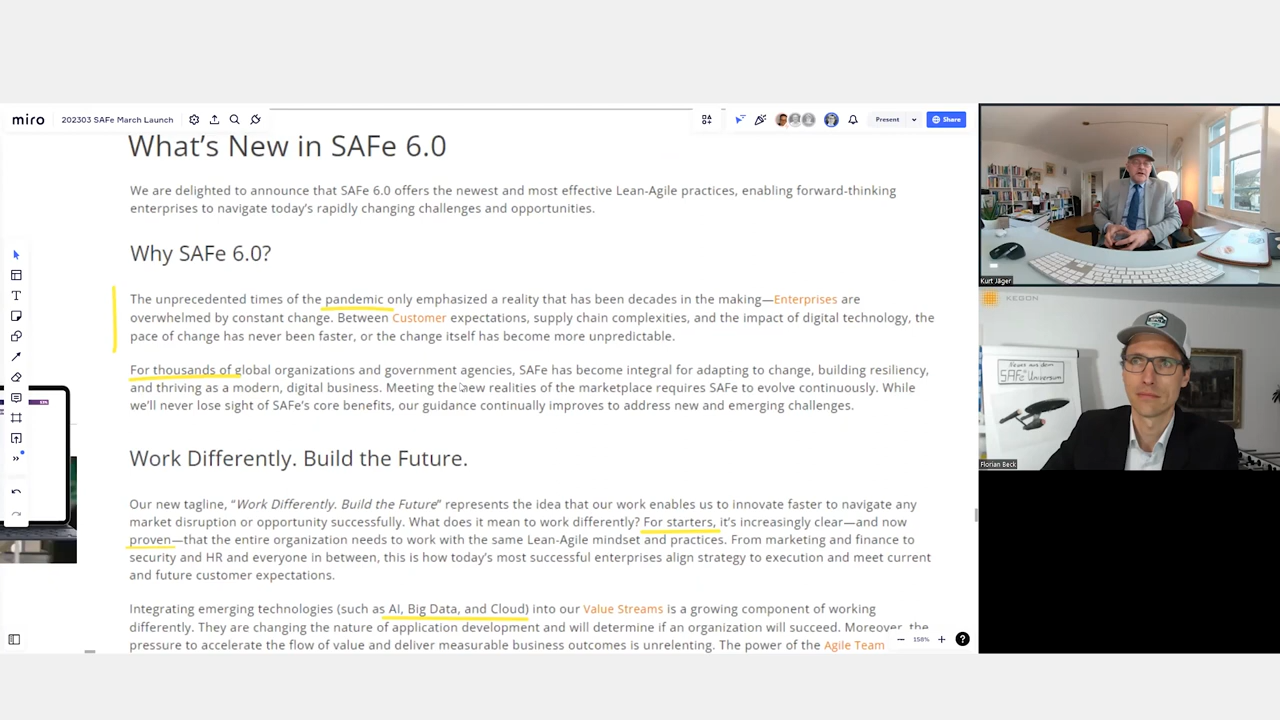 miro
202303 SAFe March Launch
Present
Share
What's New in SAFe 6.0
We are delighted to announce that SAFe 6.0 offers the newest and most effective Lean-Agile practices, enabling forward-thinking
enterprises to navigate today's rapidly changing challenges and opportunities.
Why SAFe 6.0?
The unprecedented times of the pandemic only emphasized a reality that has been decades in the making—Enterprises are
overwhelmed by constant change. Between Customer expectations, supply chain complexities, and the impact of digital technology, the
pace of change has never been faster, or the change itself has become more unpredictable.
For thousands of global organizations and government agencies, SAFe has become integral for adapting to change, building resiliency,
and thriving as a modern, digital business. Meeting the new realities of the marketplace requires SAFe to evolve continuously. While
we'll never lose sight of SAFe's core benefits, our guidance continually improves to address new and emerging challenges.
Work Differently. Build the Future.
Our new tagline, “Work Differently. Build the Future” represents the idea that our work enables us to innovate faster to navigate any
market disruption or opportunity successfully. What does it mean to work differently? For starters, it's increasingly clear—and now
proven—that the entire organization needs to work with the same Lean-Agile mindset and practices. From marketing and finance to
security and HR and everyone in between, this is how today's most successful enterprises align strategy to execution and meet current
and future customer expectations.
Integrating emerging technologies (such as AI, Big Data, and Cloud) into our Value Streams is a growing component of working
differently. They are changing the nature of application development and will determine if an organization will succeed. Moreover, the
pressure to accelerate the flow of value and deliver measurable business outcomes is unrelenting. The power of the Agile Team
158%
Kurt Jäger
KEGON
Neues aus dem
SAFe Universum
Florian Beck